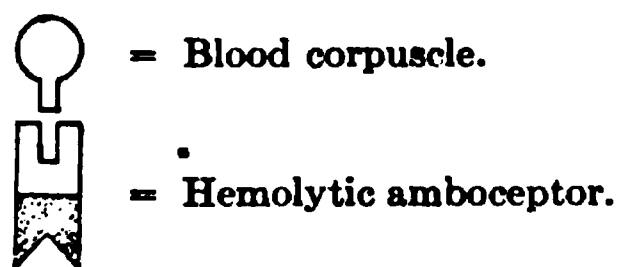 = Blood corpuscle.
= Hemolytic amboceptor.